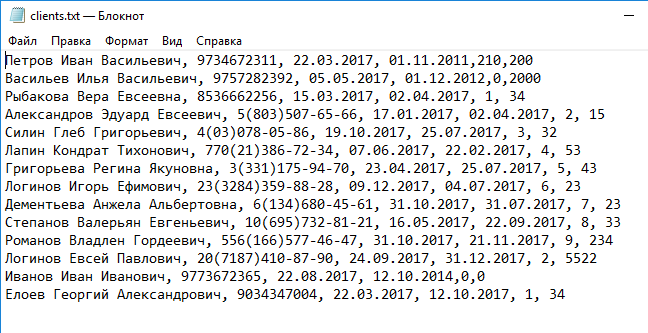 clients.txt — Блокнот
Файл Правка Формат Вид Справка
Петров Иван Васильевич, 9734672311, 22.03.2017, 01.11.2011,210,200
Васильев Илья Васильевич, 9757282392, 05.05.2017, 01.12.2012,0,2000
Рыбакова Вера Евсеевна, 8536662256, 15.03.2017, 02.04.2017, 1, 34
Александров Эдуард Евсеевич, 5(803)507-65-66, 17.01.2017, 02.04.2017, 2, 15
Силин Глеб Григорьевич, 4(03)078-05-86, 19.10.2017, 25.07.2017, 3, 32
Лапин Кондрат Тихонович, 770(21)386-72-34, 07.06.2017, 22.02.2017, 4, 53
Григорьева Регина Якуновна, 3(331)175-94-70, 23.04.2017, 25.07.2017, 5, 43
Логинов Игорь Ефимович, 23(3284)359-88-28, 09.12.2017, 04.07.2017, 6, 23
Дементьева Анжела Альбертовна, 6(134)680-45-61, 31.10.2017, 31.07.2017, 7, 23
Степанов Валерьян Евгеньевич, 10(695)732-81-21, 16.05.2017, 22.09.2017, 8, 33
Романов Владлен Гордеевич, 556(166)577-46-47, 31.10.2017, 21.11.2017, 9, 234
Логинов Евсей Павлович, 20(7187)410-87-90, 24.09.2017, 31.12.2017, 2, 5522
Иванов Иван Иванович, 9773672365, 22.08.2017, 12.10.2014,0,0
Елоев Георгий Александрович, 9034347004, 22.03.2017, 12.10.2017, 1, 34